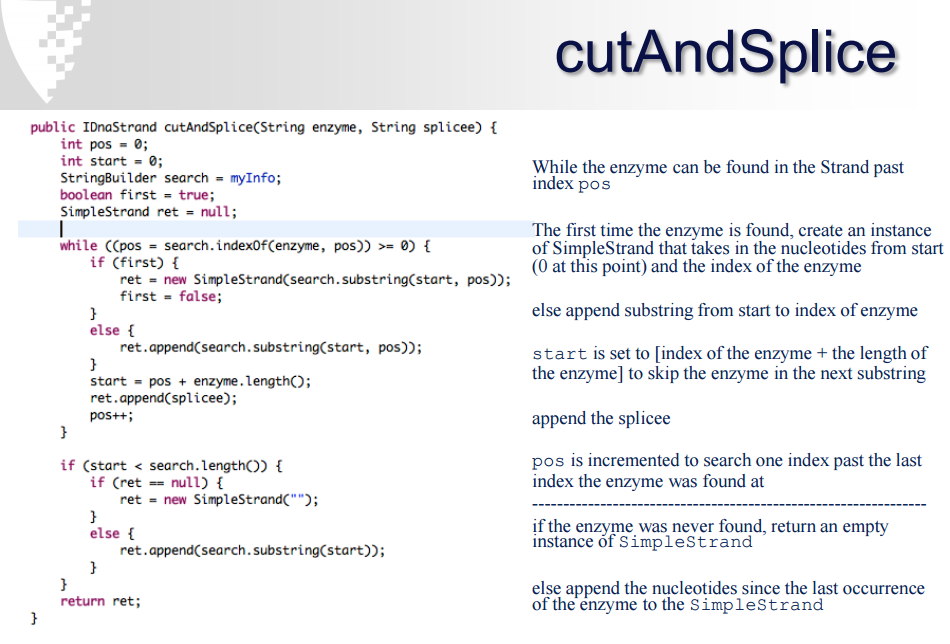 cutAndSplice
public IDnaStrand cutAndSplice(String enzyme, String splicee) {
int pos = 0;
int start = 0;
StringBuilder search = myInfo;
boolean first = true;
SimpleStrand ret = null;
while ((pos = search.indexOf(enzyme, pos)) >= 0) {
if (first) {
ret = new SimpleStrand(search.substring(start, pos));
first = false;
}
else {
ret.append(search.substring(start, pos));
}
start = pos + enzyme.length();
ret.append(splicee);
pos++;
}
if (start < search.length()) {
if (ret == null) {
ret = new SimpleStrand("");
}
else {
ret.append(search.substring(start));
}
}
return ret;
}
While the enzyme can be found in the Strand past
index pos
The first time the enzyme is found, create an instance
of SimpleStrand that takes in the nucleotides from start
(0 at this point) and the index of the enzyme
else append substring from start to index of enzyme
start is set to [index of the enzyme + the length of
the enzyme] to skip the enzyme in the next substring
append the splicee
pos is incremented to search one index past the last
index the enzyme was found at
----------------------------------------------------------------
if the enzyme was never found, return an empty
instance of SimpleStrand
else append the nucleotides since the last occurrence
of the enzyme to the SimpleStrand